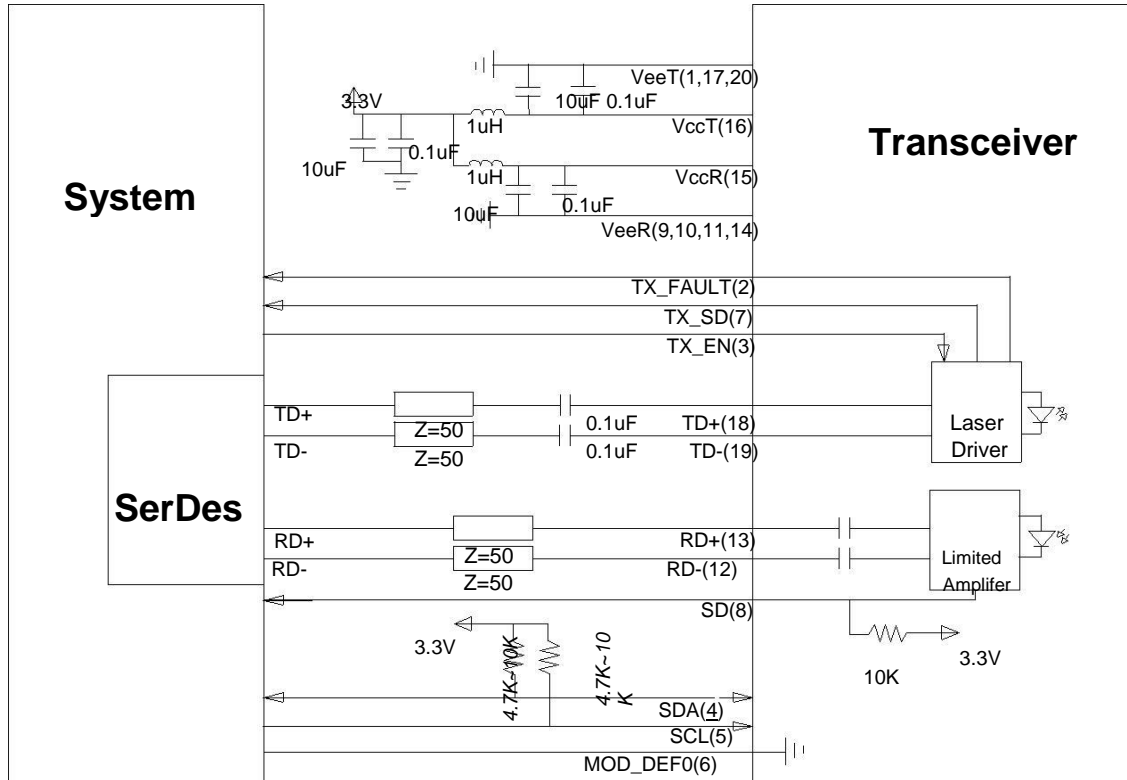 VeeT(1,17,20)
3.3V
10uF 0.1uF
1uH
VccT(16)
Transceiver
0.1uF
10uF
1uH
VccR(15)
System
10uF
0.1uF
VeeR(9,10,11,14)
TX_FAULT(2)
TX_SD(7)
TX_EN(3)
TD+
Z=50
0.1uF
TD+(18)
Laser
Driver
TD-
Z=50
0.1uF
TD-(19)
SerDes
RD+
Z=50
RD+(13)
RD-
Z=50
RD-(12)
Limited
Amplifer
SD(8)
3.3V
4.7K~10K
4.7K~10
K
10K
3.3V
SDA(4)
SCL(5)
MOD_DEF0(6)